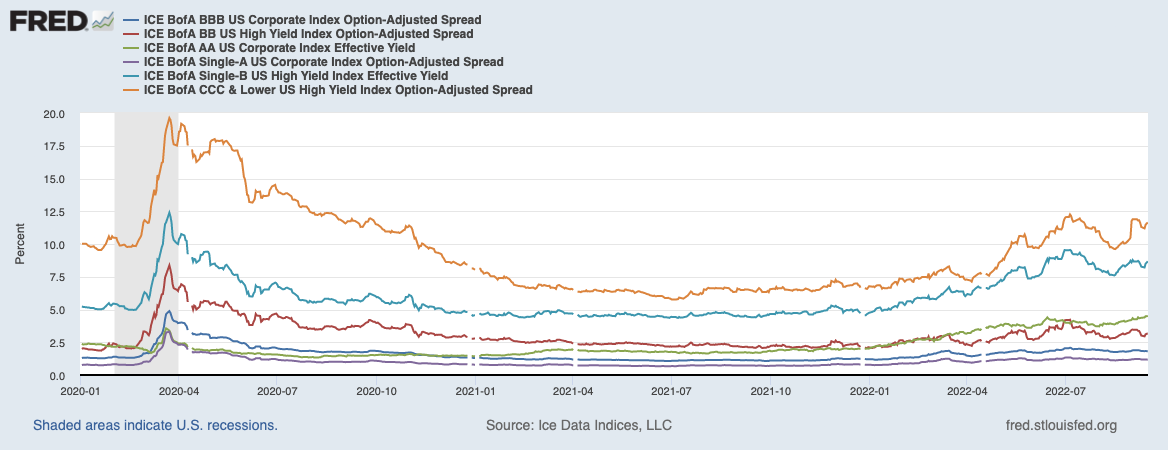 FRED
ICE BofA BBB US Corporate Index Option-Adjusted Spread
ICE BofA BB US High Yield Index Option-Adjusted Spread
ICE BofA AA US Corporate Index Effective Yield
ICE BofA Single-A US Corporate Index Option-Adjusted Spread
ICE BofA Single-B US High Yield Index Effective Yield
ICE BofA CCC & Lower US High Yield Index Option-Adjusted Spread
Percent
20.0
17.5
15.0
12.5
10.0
7.5
5.0
2.5
0.0
2020-01 2020-04 2020-07 2020-10 2021-01 2021-04 2021-07 2021-10 2022-01 2022-04 2022-07
Shaded areas indicate U.S. recessions. Source: Ice Data Indices, LLC fred.stlouisfed.org